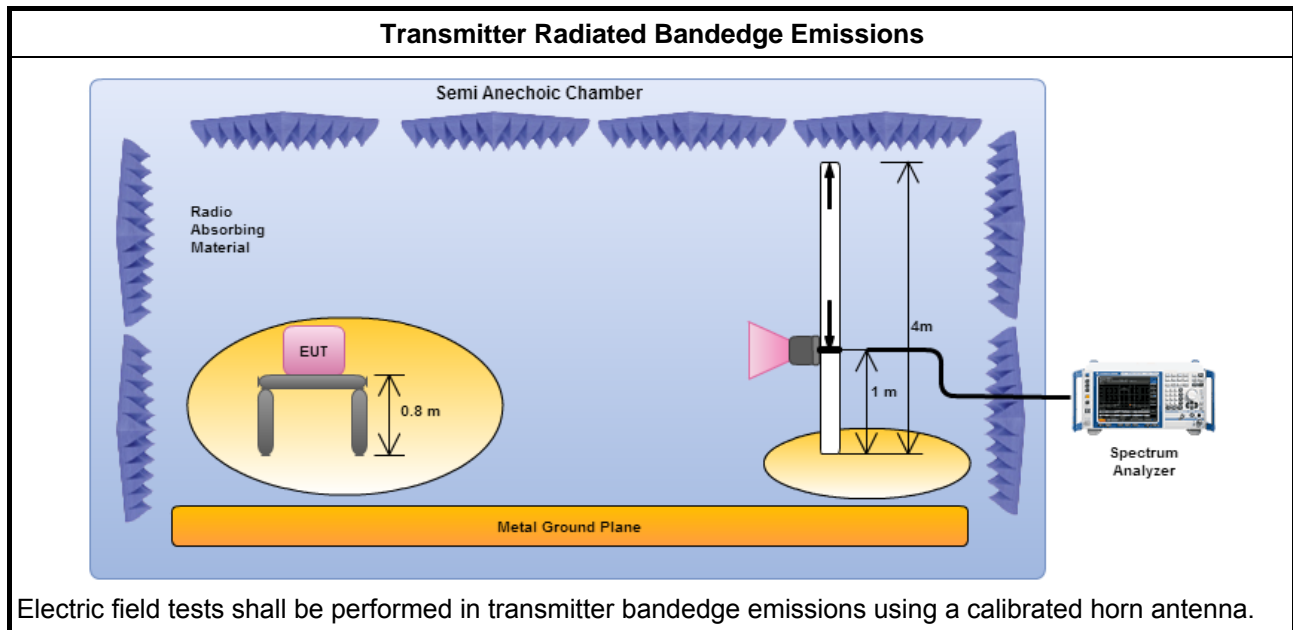 Transmitter Radiated Bandedge Emissions
Semi Anechoic Chamber
Radio
Absorbing
Material
EUT
0.8 m
4m
1 m
Spectrum
Analyzer
Metal Ground Plane
Electric field tests shall be performed in transmitter bandedge emissions using a calibrated horn antenna.